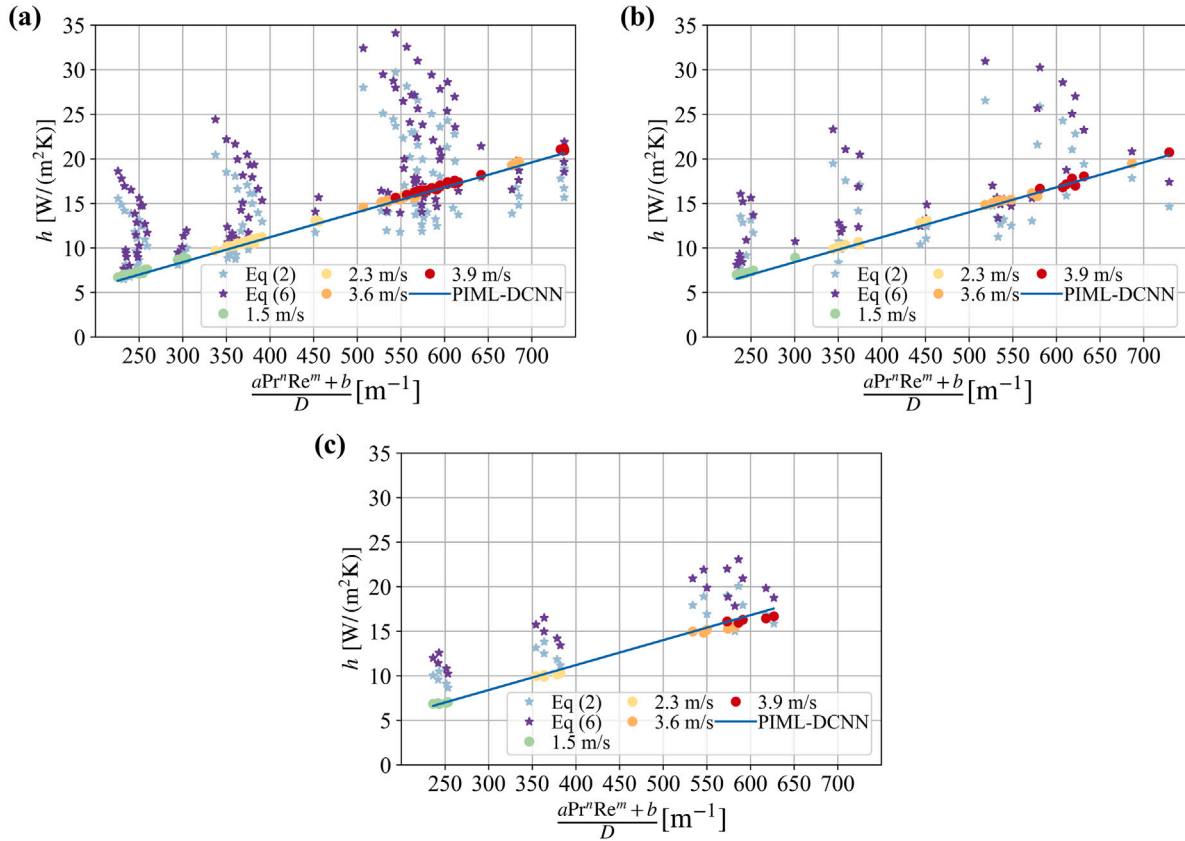 (a)
35
30
25
20
15
10
5
0
h [W/(m²K)]
Eq (2)
Eq (6)
1.5 m/s
2.3 m/s
3.6 m/s
3.9 m/s
PIML-DCNN
250 300 350 400 450 500 550 600 650 700
aPrⁿReᵐ + b
D
[m⁻¹]
(b)
35
30
25
20
15
10
5
0
h [W/(m²K)]
Eq (2)
Eq (6)
1.5 m/s
2.3 m/s
3.6 m/s
3.9 m/s
PIML-DCNN
250 300 350 400 450 500 550 600 650 700
aPrⁿReᵐ + b
D
[m⁻¹]
(c)
35
30
25
20
15
10
5
0
h [W/(m²K)]
Eq (2)
Eq (6)
1.5 m/s
2.3 m/s
3.6 m/s
3.9 m/s
PIML-DCNN
250 300 350 400 450 500 550 600 650 700
aPrⁿReᵐ + b
D
[m⁻¹]